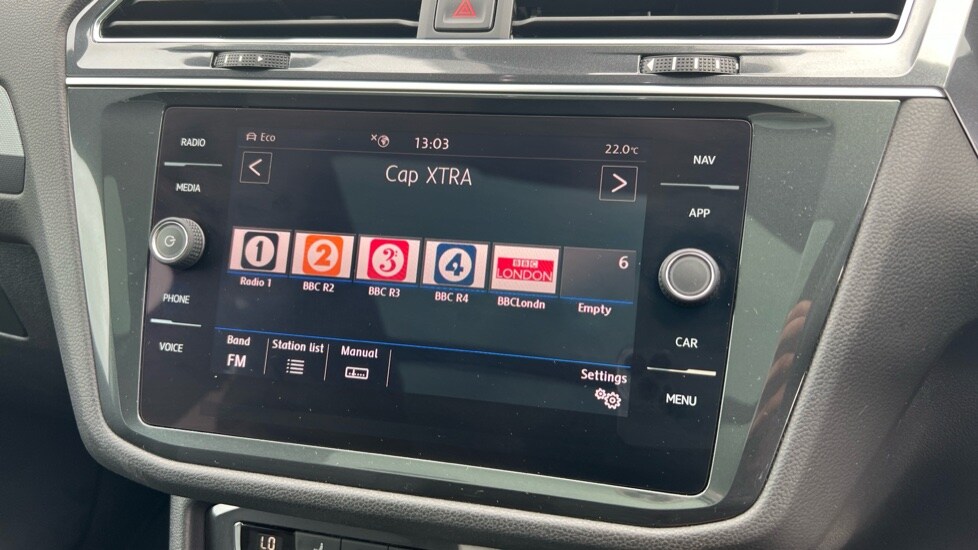 RADIO
MEDIA
PHONE
VOICE
Eco
13:03
22.0°C
<
Cap XTRA
>
1
2
3
4
BBC
LONDON
6
Radio 1
BBC R2
BBC R3
BBC R4
BBCLondn
Empty
Band
FM
Station list
Manual
Settings
NAV
APP
CAR
MENU
LO